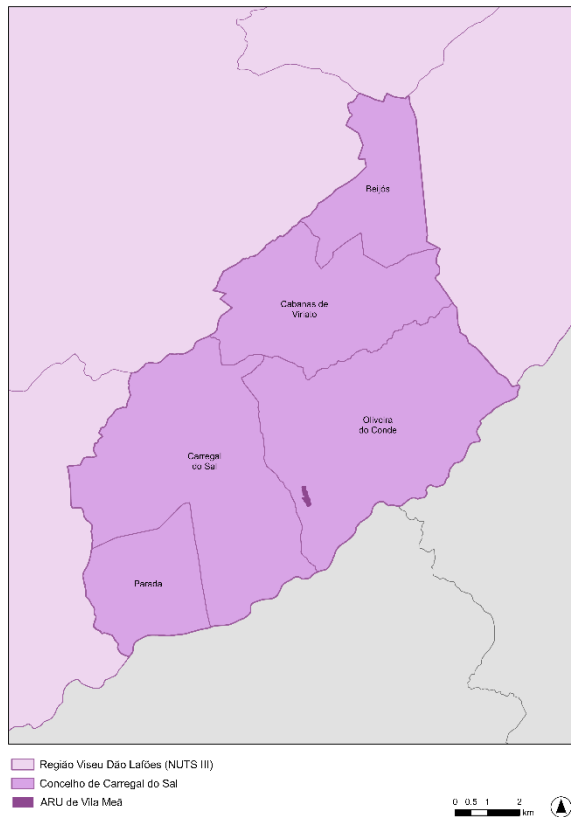 Beijós
Cabanas de
Viriato
Oliveira
do Conde
Carregal
do Sal
Parada
Região Viseu Dão Lafões (NUTS III)
Concelho de Carregal do Sal
ARU de Vila Meã
0 0.5 1 2
km